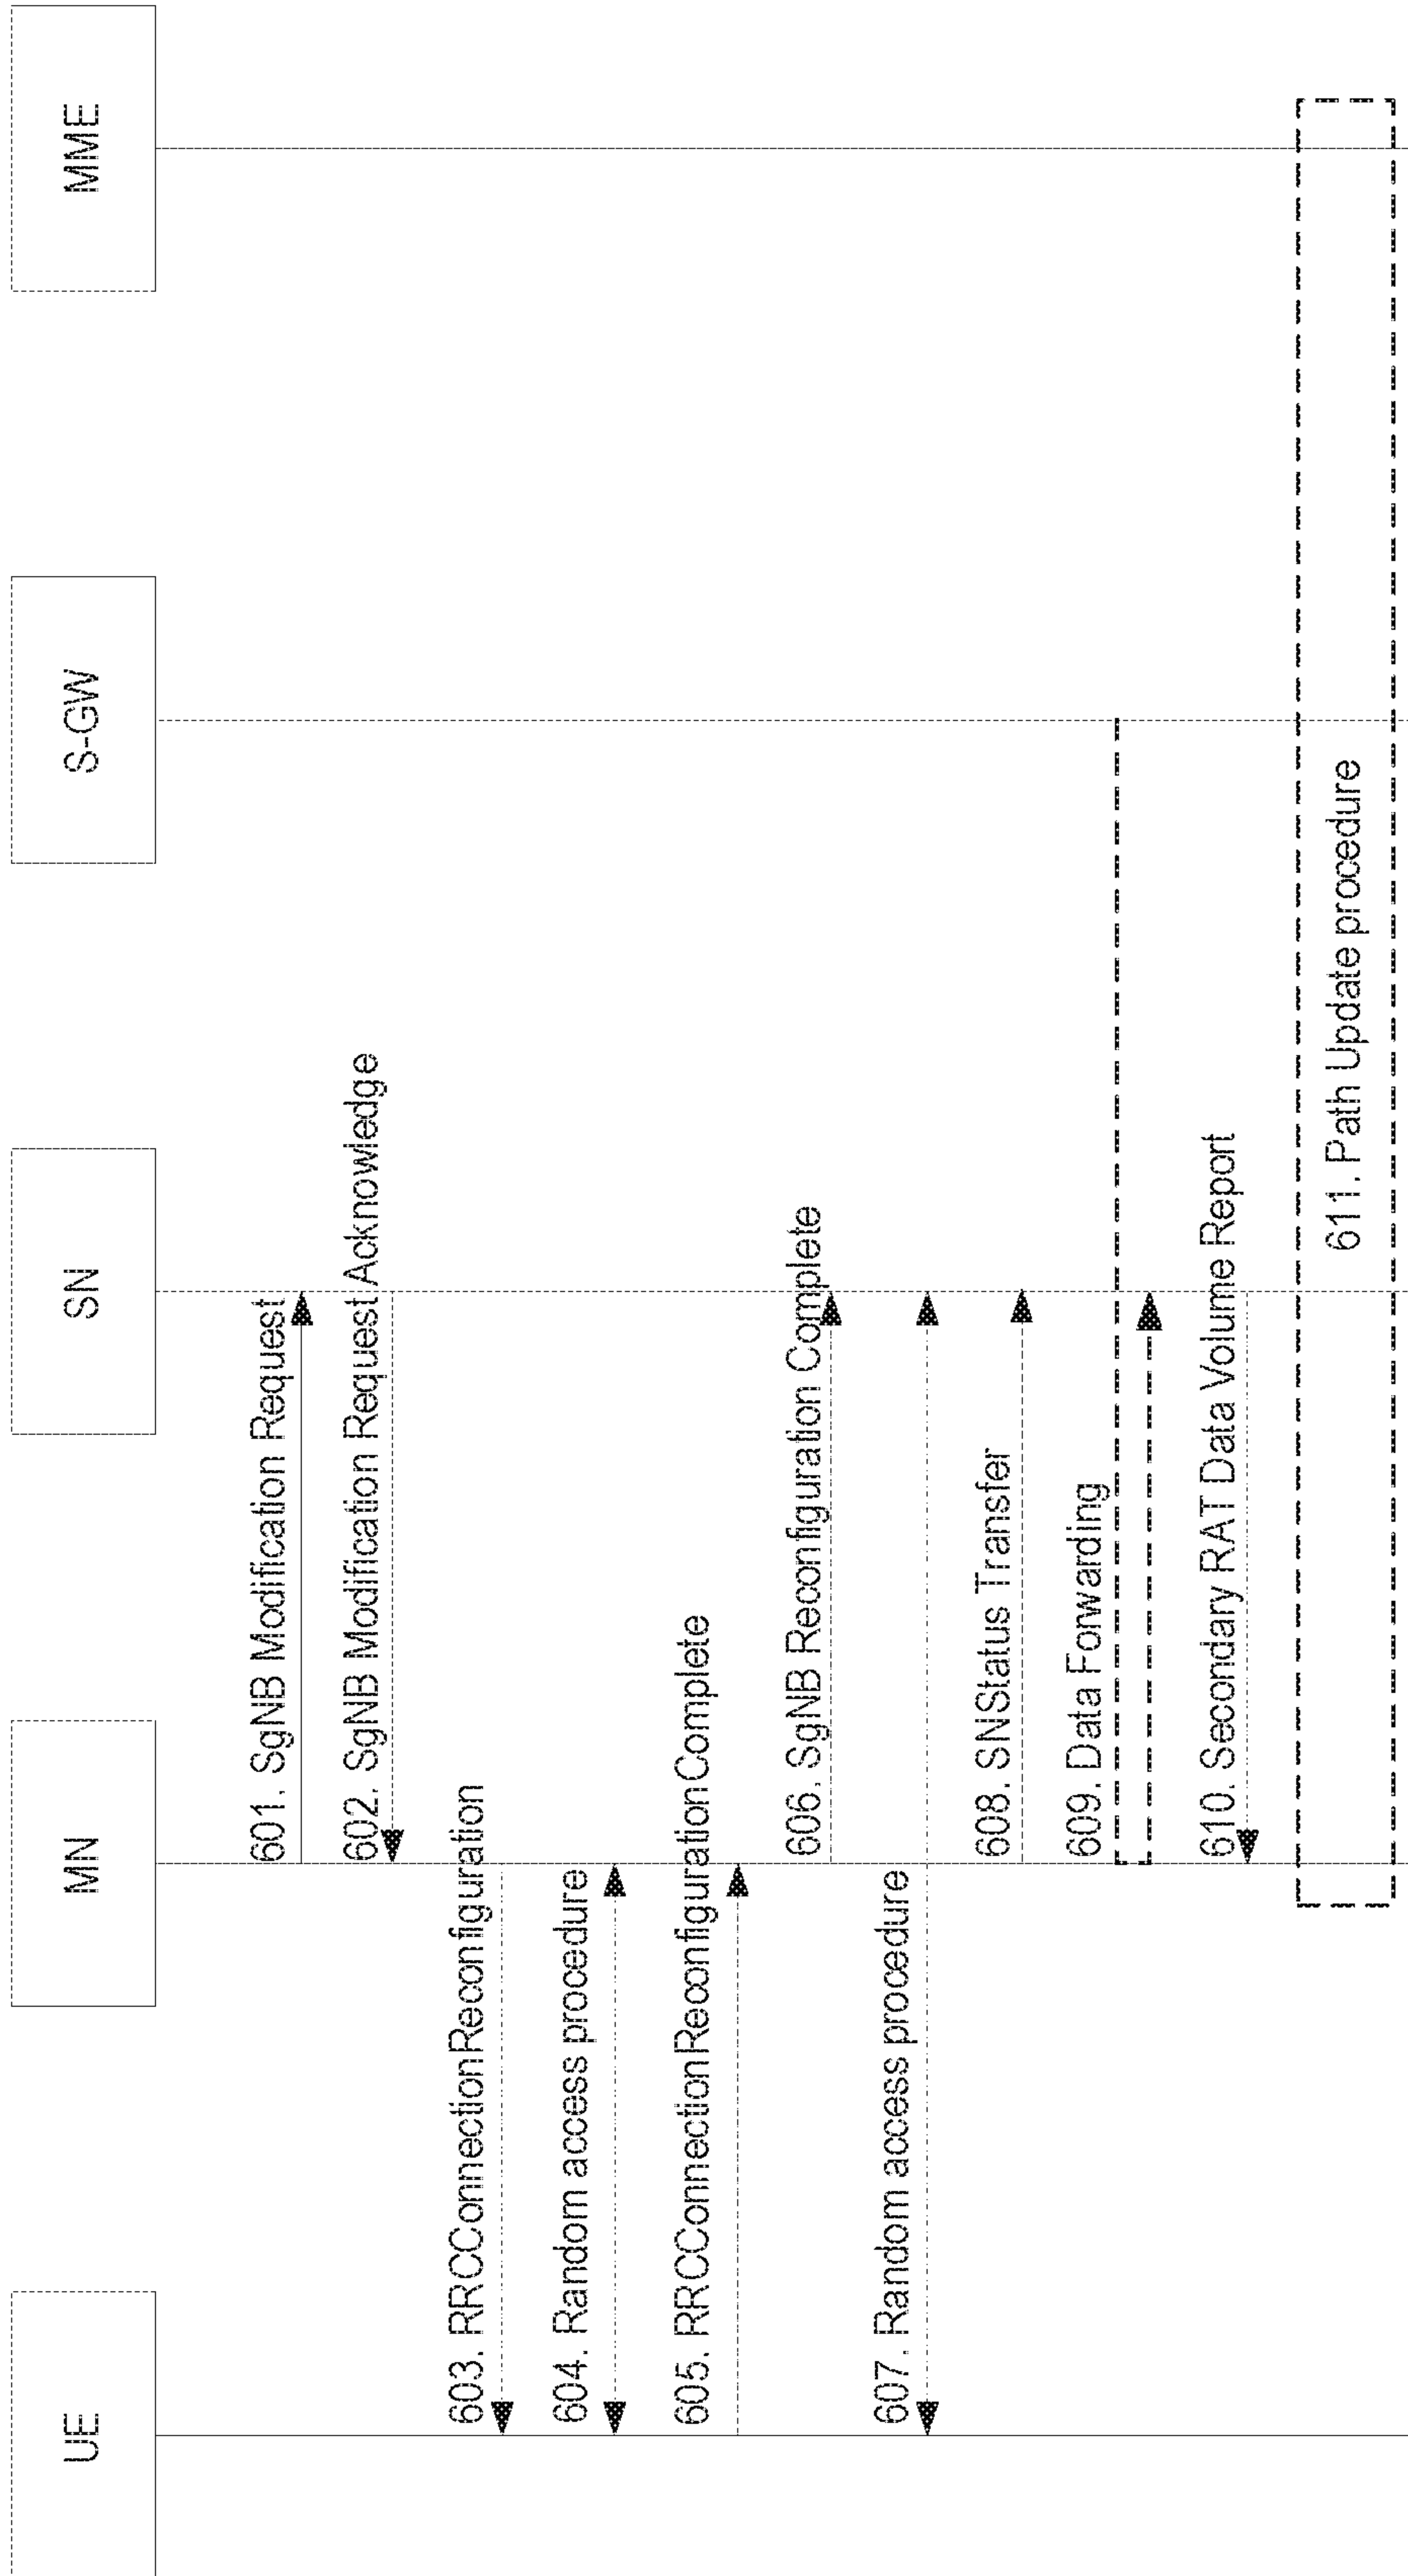 UE
MN
SN
S-GW
MME
601. SgNB Modification Request
602. SgNB Modification Request Acknowledge
603. RRCConnectionReconfiguration
604. Random access procedure
605. RRCConnectionReconfigurationComplete
606. SgNB Reconfiguration Complete
607. Random access procedure
608. SNStatus Transfer
609. Data Forwarding
610. Secondary RAT Data Volume Report
611. Path Update procedure